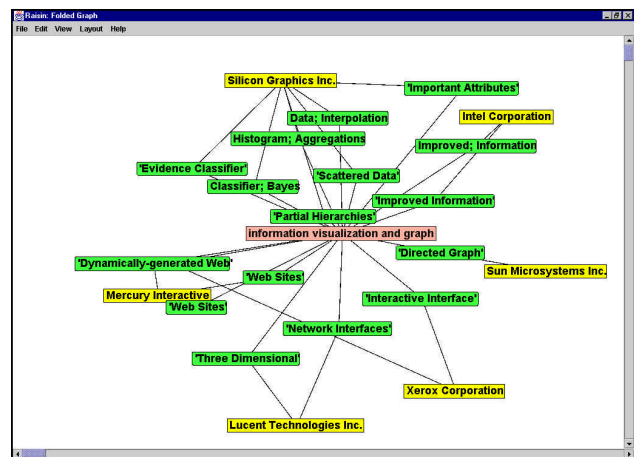 Raisin: Folded Graph
File Edit View Layout Help
Silicon Graphics Inc.
'Important Attributes'
Data; Interpolation
Intel Corporation
Histogram; Aggregations
Improved; Information
'Evidence Classifier'
'Scattered Data'
Classifier; Bayes
'Improved Information'
'Partial Hierarchies'
information visualization and graph
'Directed Graph'
'Dynamically-generated Web'
Sun Microsystems Inc.
'Web Sites'
Mercury Interactive
'Interactive Interface'
'Web Sites'
'Network Interfaces'
'Three Dimensional'
Xerox Corporation
Lucent Technologies Inc.